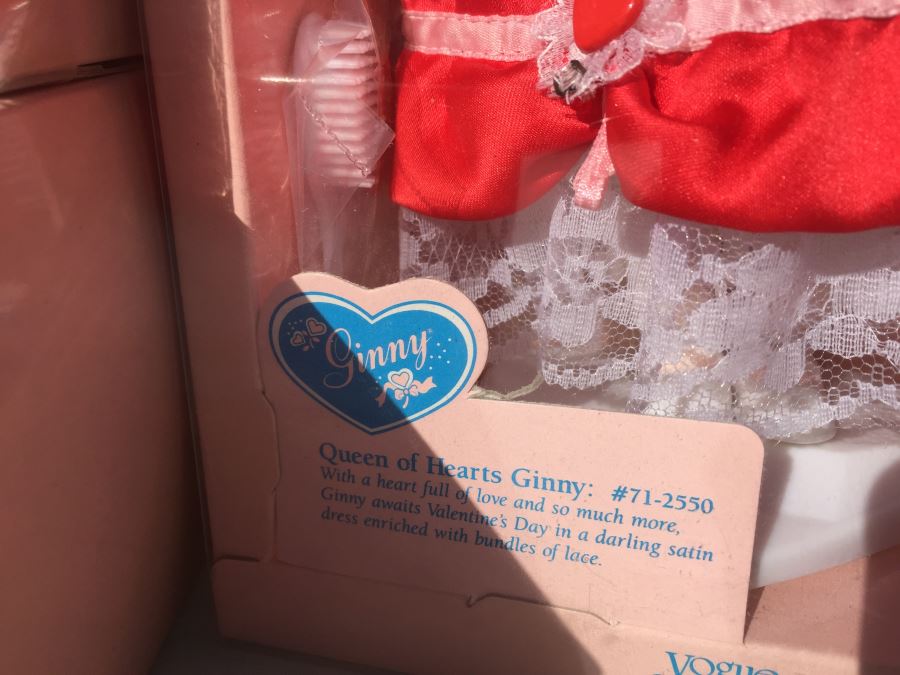 Ginny®
Queen of Hearts Ginny: #71-2550
With a heart full of love and so much more,
Ginny awaits Valentine's Day in a darling satin
dress enriched with bundles of lace.
Vogue